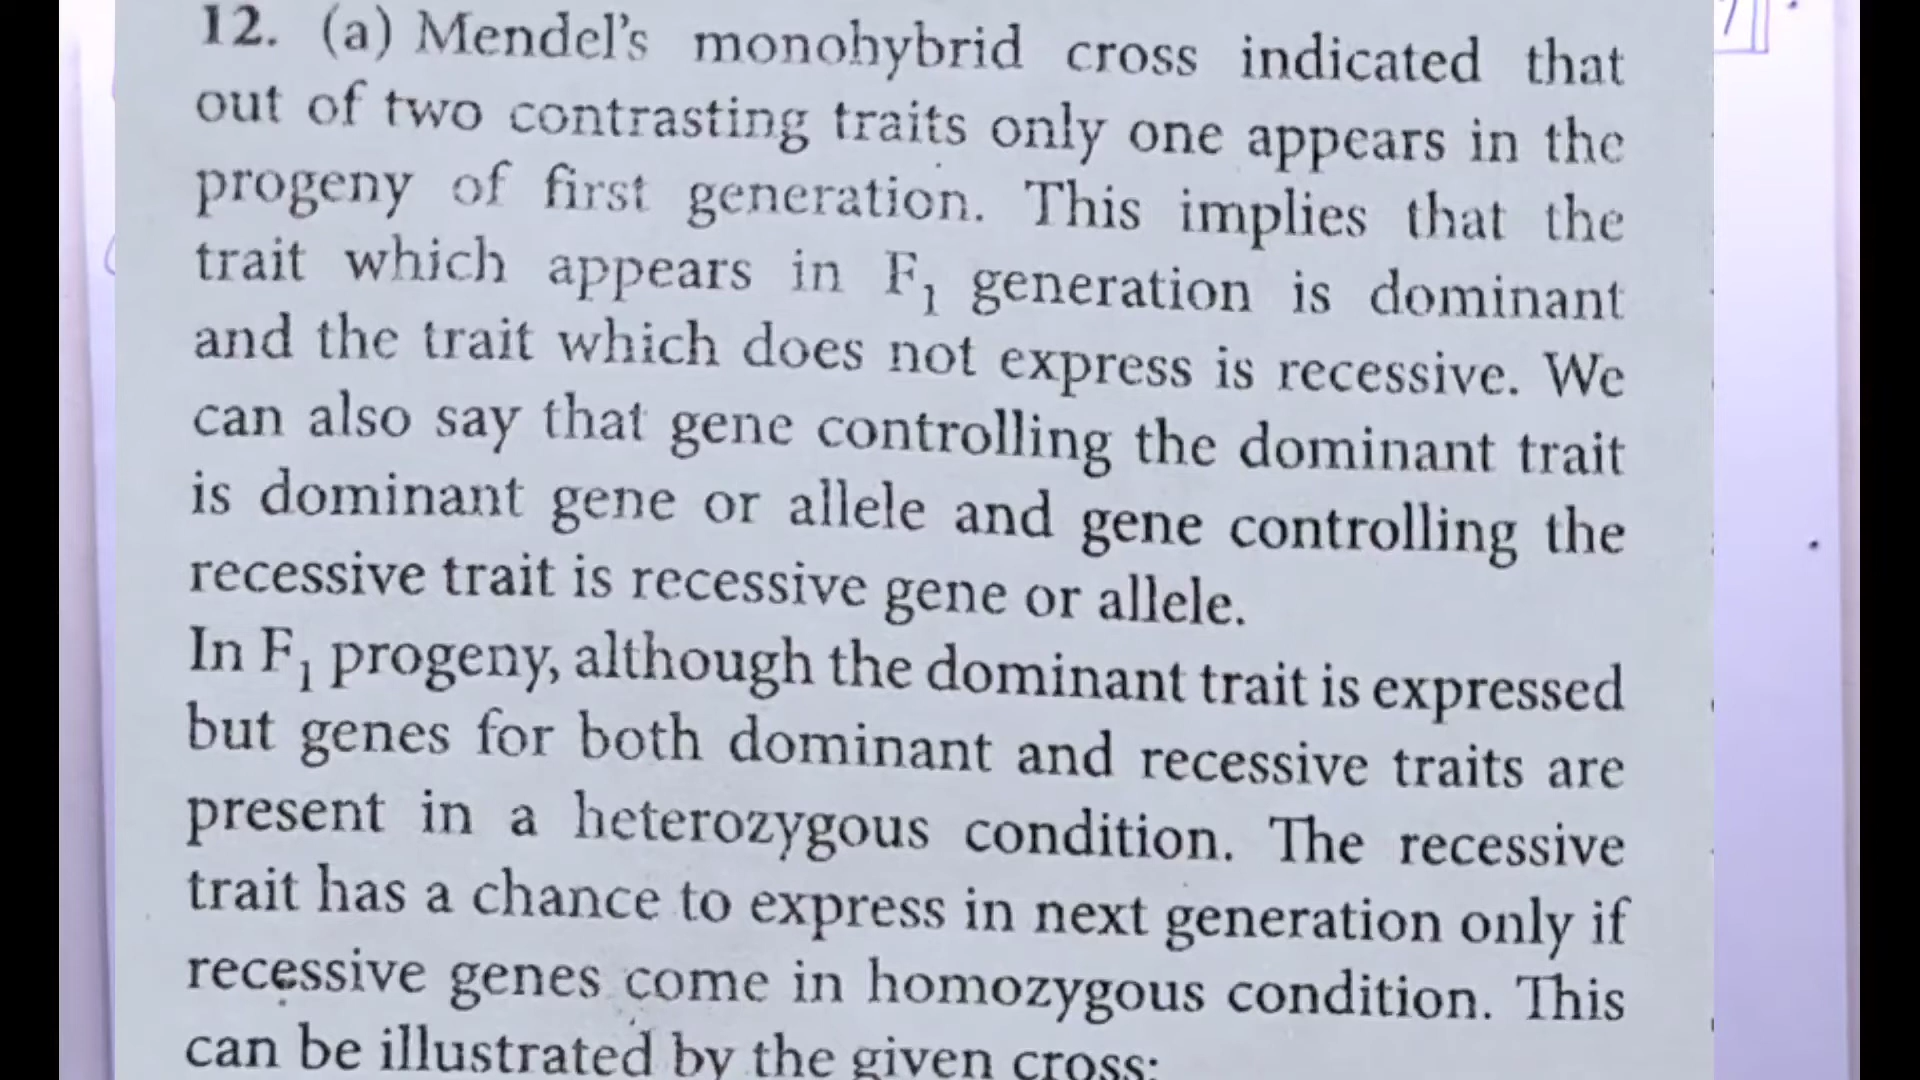 12. (a) Mendel's monohybrid cross indicated that
out of two contrasting traits only one appears in the
progeny of first generation. This implies that the
trait which appears in F₁ generation is dominant
and the trait which does not express is recessive. We
can also say that gene controlling the dominant trait
is dominant gene or allele and gene controlling the
recessive trait is recessive gene or allele.
In F₁ progeny, although the dominant trait is expressed
but genes for both dominant and recessive traits are
present in a heterozygous condition. The recessive
trait has a chance to express in next generation only if
recessive genes come in homozygous condition. This
can be illustrated by the given cross: